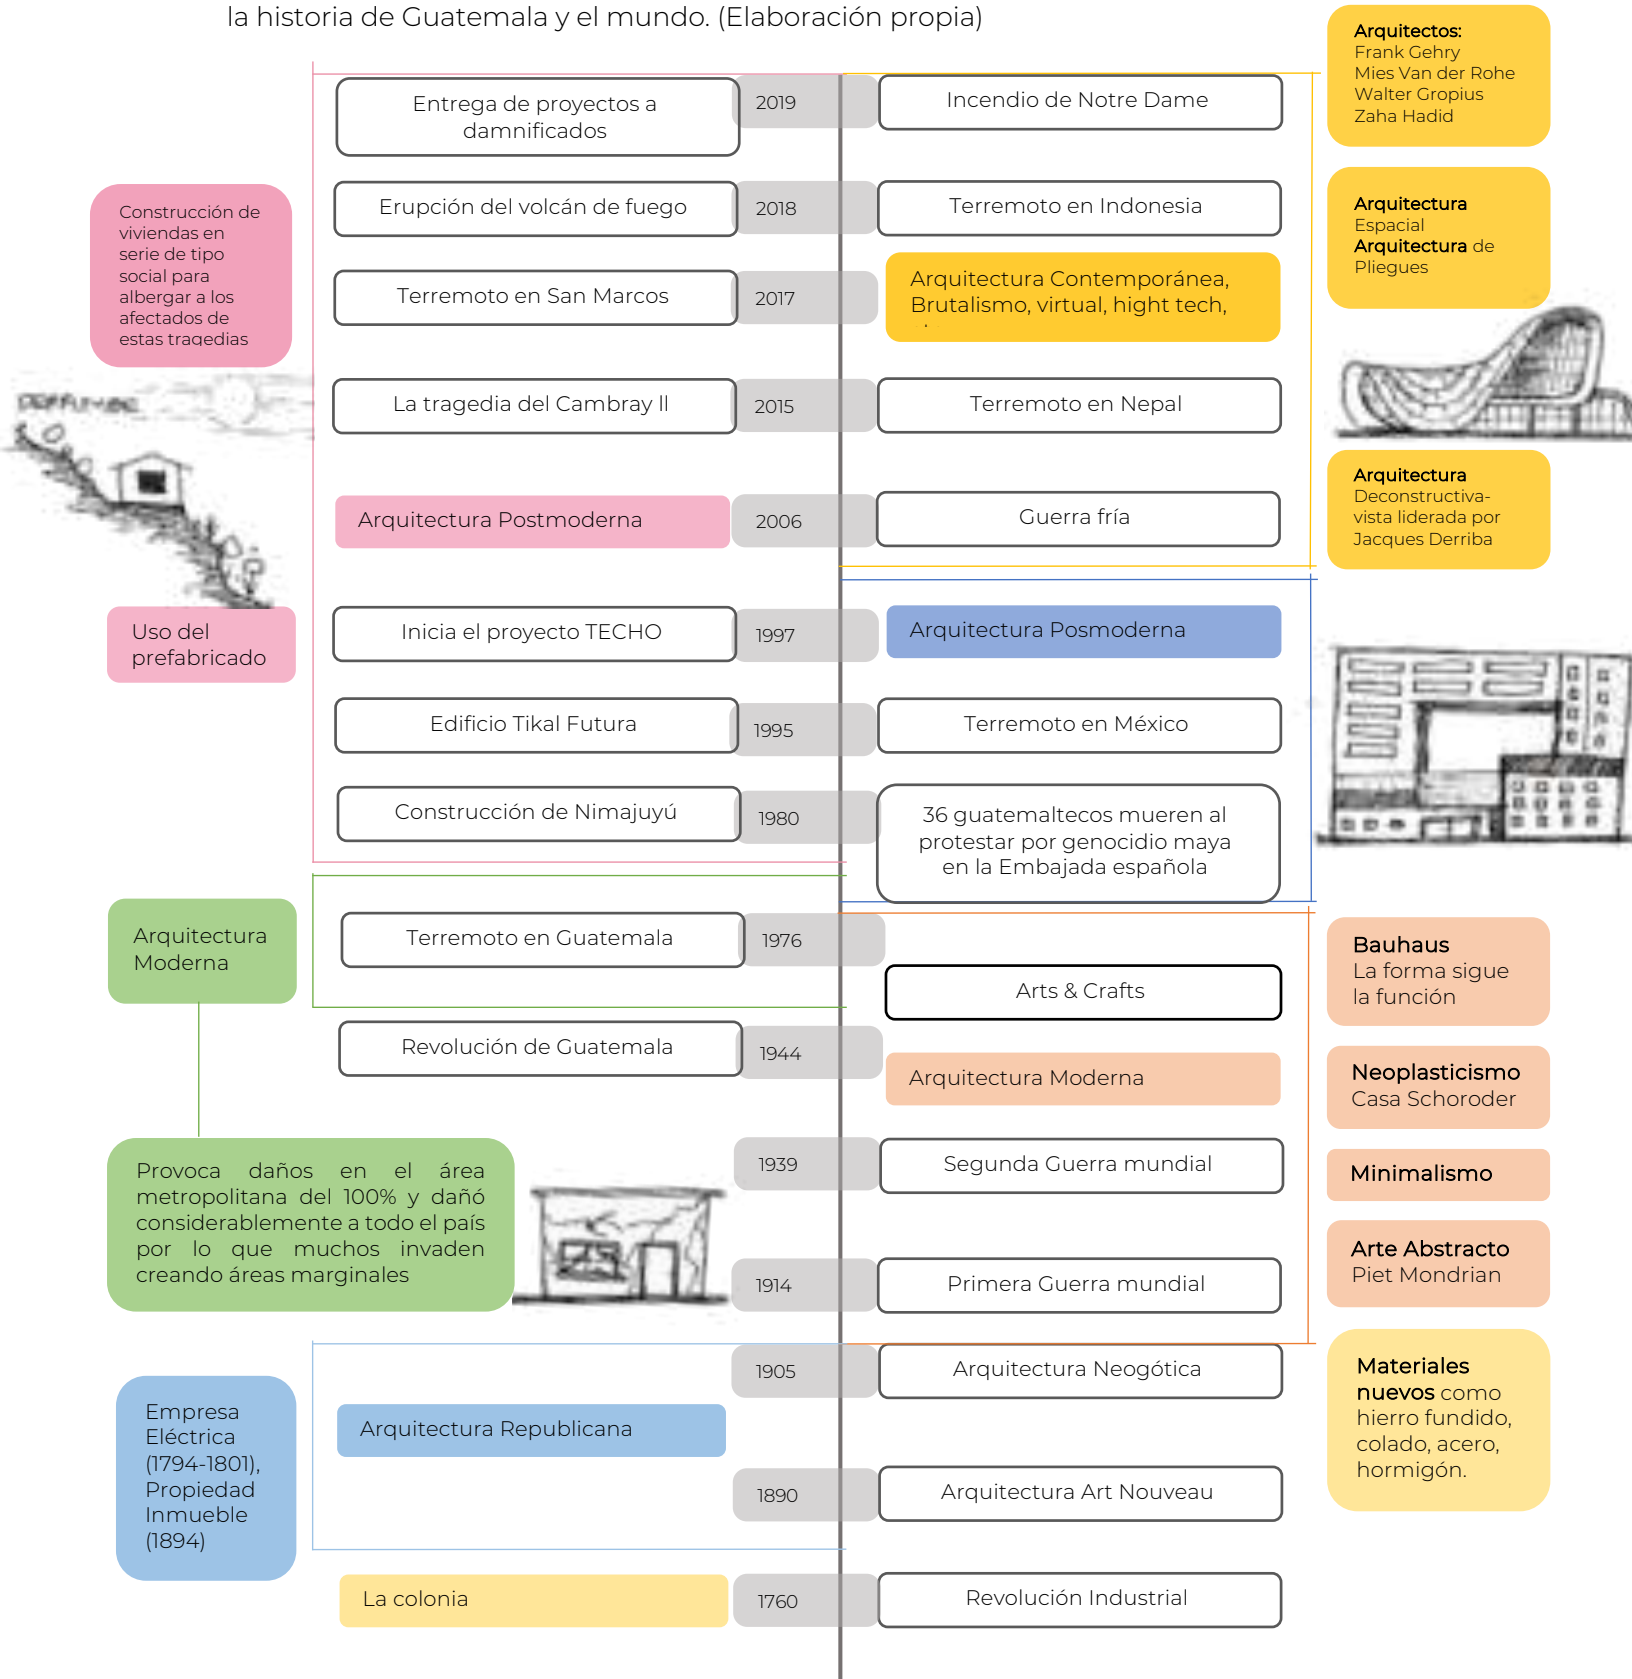 la historia de Guatemala y el mundo. (Elaboración propia)
Arquitectos:
Frank Gehry
Mies Van der Rohe
Walter Gropius
Zaha Hadid
Entrega de proyectos a
damnificados
2019
Incendio de Notre Dame
Construcción de
viviendas en
serie de tipo
social para
albergar a los
afectados de
estas tragedias
Erupción del volcán de fuego
2018
Terremoto en Indonesia
Arquitectura
Espacial
Arquitectura de
Pliegues
Terremoto en San Marcos
2017
Arquitectura Contemporánea,
Brutalismo, virtual, hight tech,
La tragedia del Cambray ll
2015
Terremoto en Nepal
Arquitectura Postmoderna
2006
Guerra fría
Arquitectura
Deconstructiva-
vista liderada por
Jacques Derriba
Uso del
prefabricado
Inicia el proyecto TECHO
1997
Arquitectura Posmoderna
Edificio Tikal Futura
1995
Terremoto en México
Construcción de Nimajuyú
1980
36 guatemaltecos mueren al
protestar por genocidio maya
en la Embajada española
Arquitectura
Moderna
Terremoto en Guatemala
1976
Arts & Crafts
Bauhaus
La forma sigue
la función
Revolución de Guatemala
1944
Arquitectura Moderna
Neoplasticismo
Casa Schoroder
Provoca daños en el área
metropolitana del 100% y dañó
considerablemente a todo el país
por lo que muchos invaden
creando áreas marginales
1939
Segunda Guerra mundial
Minimalismo
Arte Abstracto
Piet Mondrian
1914
Primera Guerra mundial
1905
Arquitectura Neogótica
Materiales
nuevos como
hierro fundido,
colado, acero,
hormigón.
Empresa
Eléctrica
(1794-1801),
Propiedad
Inmueble
(1894)
Arquitectura Republicana
1890
Arquitectura Art Nouveau
La colonia
1760
Revolución Industrial